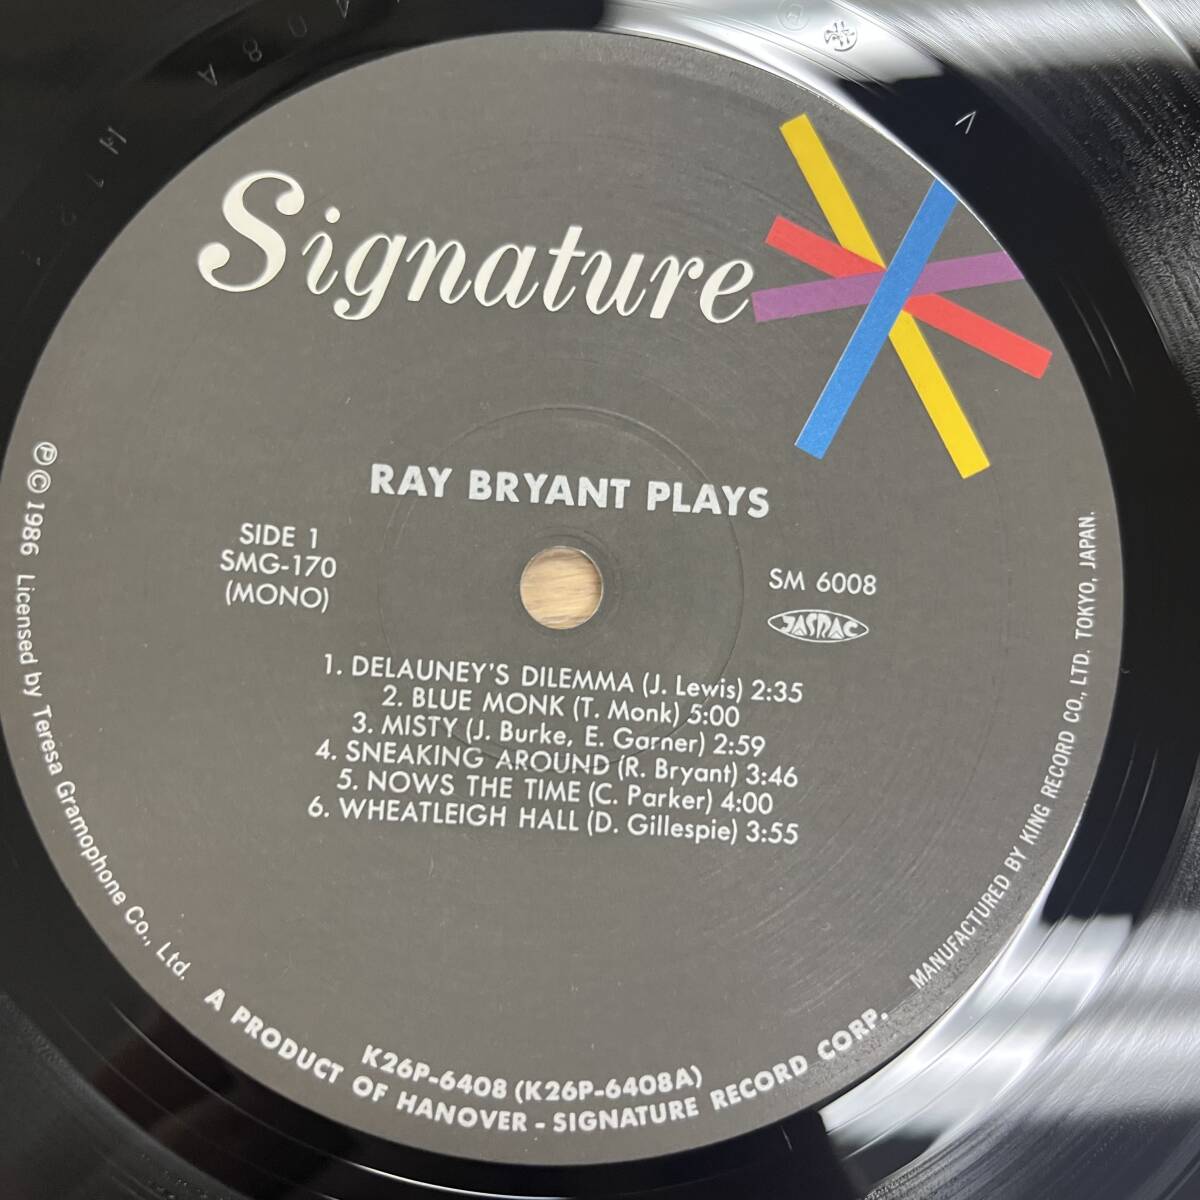 Signature
RAY BRYANT PLAYS
SIDE 1
SMG-170
(MONO)
SM 6008
JASRAC
1. DELAUNEY'S DILEMMA (J. Lewis) 2:35
2. BLUE MONK (T. Monk) 5:00
3. MISTY (J. Burke, E. Garner) 2:59
4. SNEAKING AROUND (R. Bryant) 3:46
5. NOWS THE TIME (C. Parker) 4:00
6. WHEATLEIGH HALL (D. Gillespie) 3:55
℗© 1986 Licensed by Teresa Gramophone Co., Ltd.
MANUFACTURED BY KING RECORD CO., LTD. TOKYO, JAPAN.
K26P-6408 (K26P-6408A)
A PRODUCT OF HANOVER - SIGNATURE RECORD CORP.